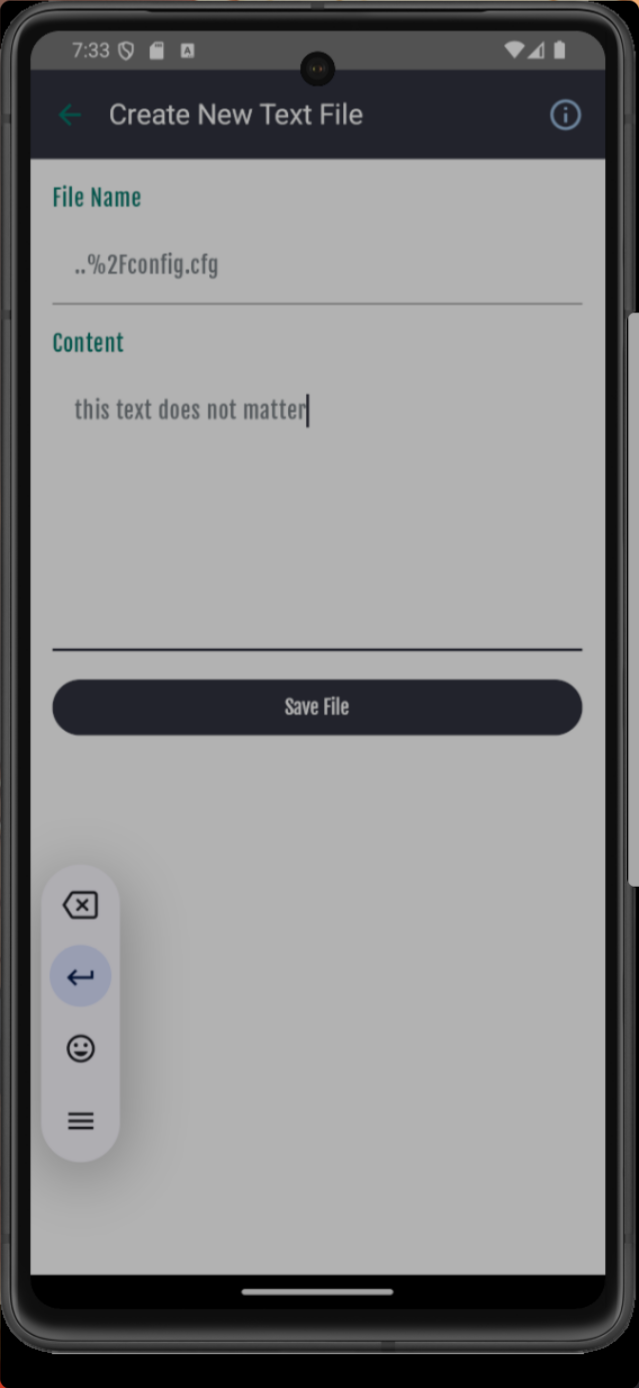 7:33
Create New Text File
File Name
..%2Fconfig.cfg
Content
this text does not matter
Save File